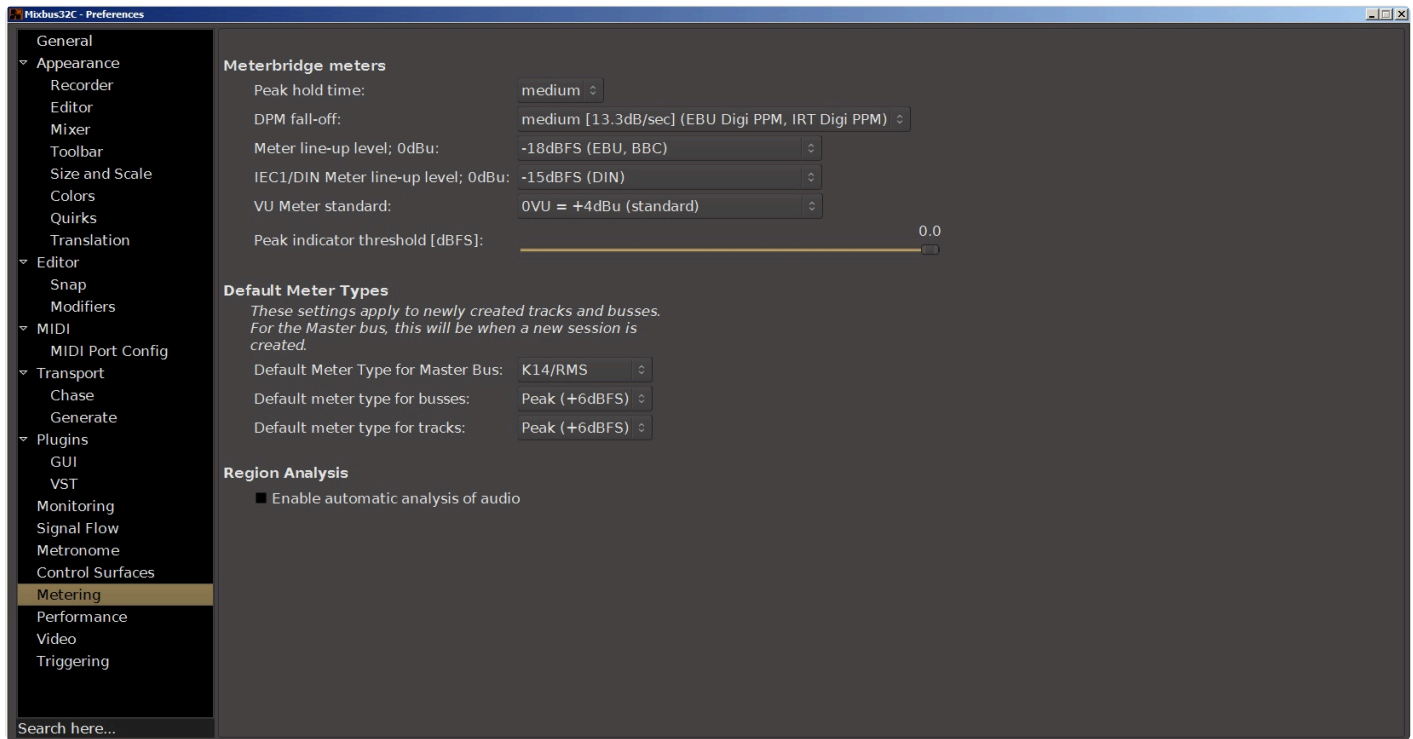 Mixbus32C - Preferences
General
Appearance
Recorder
Editor
Mixer
Toolbar
Size and Scale
Colors
Quirks
Translation
Editor
Snap
Modifiers
MIDI
MIDI Port Config
Transport
Chase
Generate
Plugins
GUI
VST
Monitoring
Signal Flow
Metronome
Control Surfaces
Metering
Performance
Video
Triggering
Search here...
Meterbridge meters
Peak hold time: medium
DPM fall-off: medium [13.3dB/sec] (EBU Digi PPM, IRT Digi PPM)
Meter line-up level; 0dBu: -18dBFS (EBU, BBC)
IEC1/DIN Meter line-up level; 0dBu: -15dBFS (DIN)
VU Meter standard: 0VU = +4dBu (standard)
Peak indicator threshold [dBFS]: 0.0
Default Meter Types
These settings apply to newly created tracks and busses.
For the Master bus, this will be when a new session is
created.
Default Meter Type for Master Bus: K14/RMS
Default meter type for busses: Peak (+6dBFS)
Default meter type for tracks: Peak (+6dBFS)
Region Analysis
Enable automatic analysis of audio